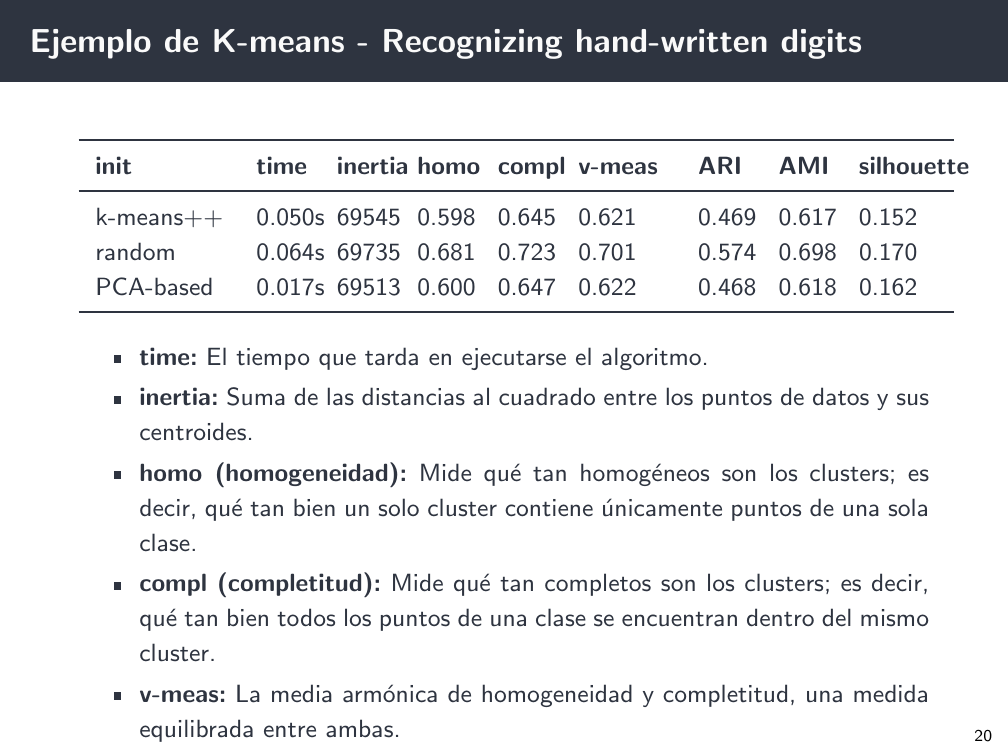 Ejemplo de K-means - Recognizing hand-written digits
init time inertia homo compl v-meas ARI AMI silhouette
k-means++ 0.050s 69545 0.598 0.645 0.621 0.469 0.617 0.152
random 0.064s 69735 0.681 0.723 0.701 0.574 0.698 0.170
PCA-based 0.017s 69513 0.600 0.647 0.622 0.468 0.618 0.162
▪ time: El tiempo que tarda en ejecutarse el algoritmo.
▪ inertia: Suma de las distancias al cuadrado entre los puntos de datos y sus
centroides.
▪ homo (homogeneidad): Mide qué tan homogéneos son los clusters; es
decir, qué tan bien un solo cluster contiene únicamente puntos de una sola
clase.
▪ compl (completitud): Mide qué tan completos son los clusters; es decir,
qué tan bien todos los puntos de una clase se encuentran dentro del mismo
cluster.
▪ v-meas: La media armónica de homogeneidad y completitud, una medida
equilibrada entre ambas.
20